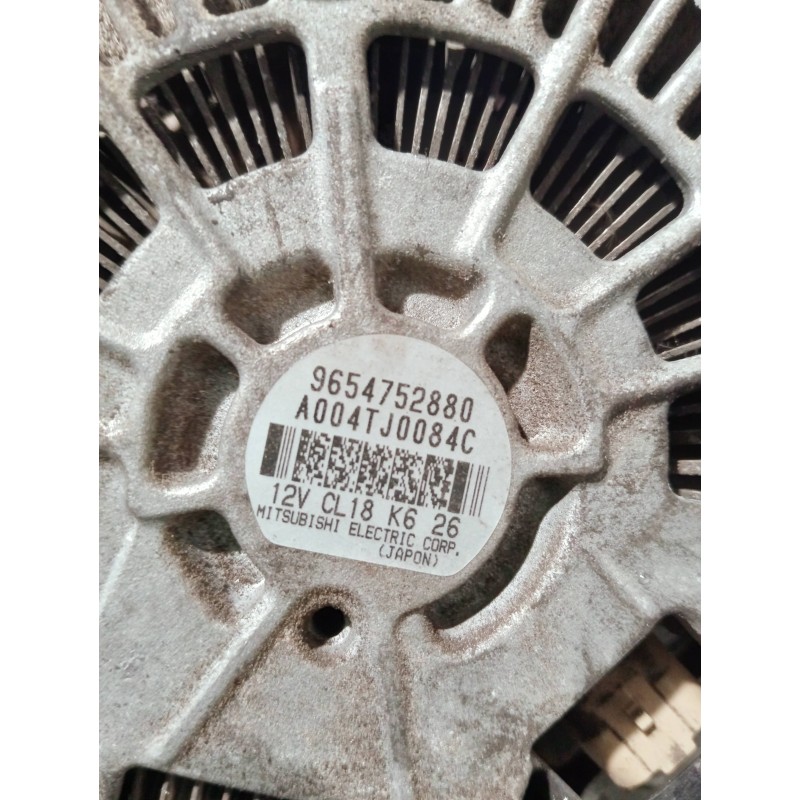 9654752880
A004TJ0084C
12V CL18 K6 26
MITSUBISHI ELECTRIC CORP.
(JAPON)